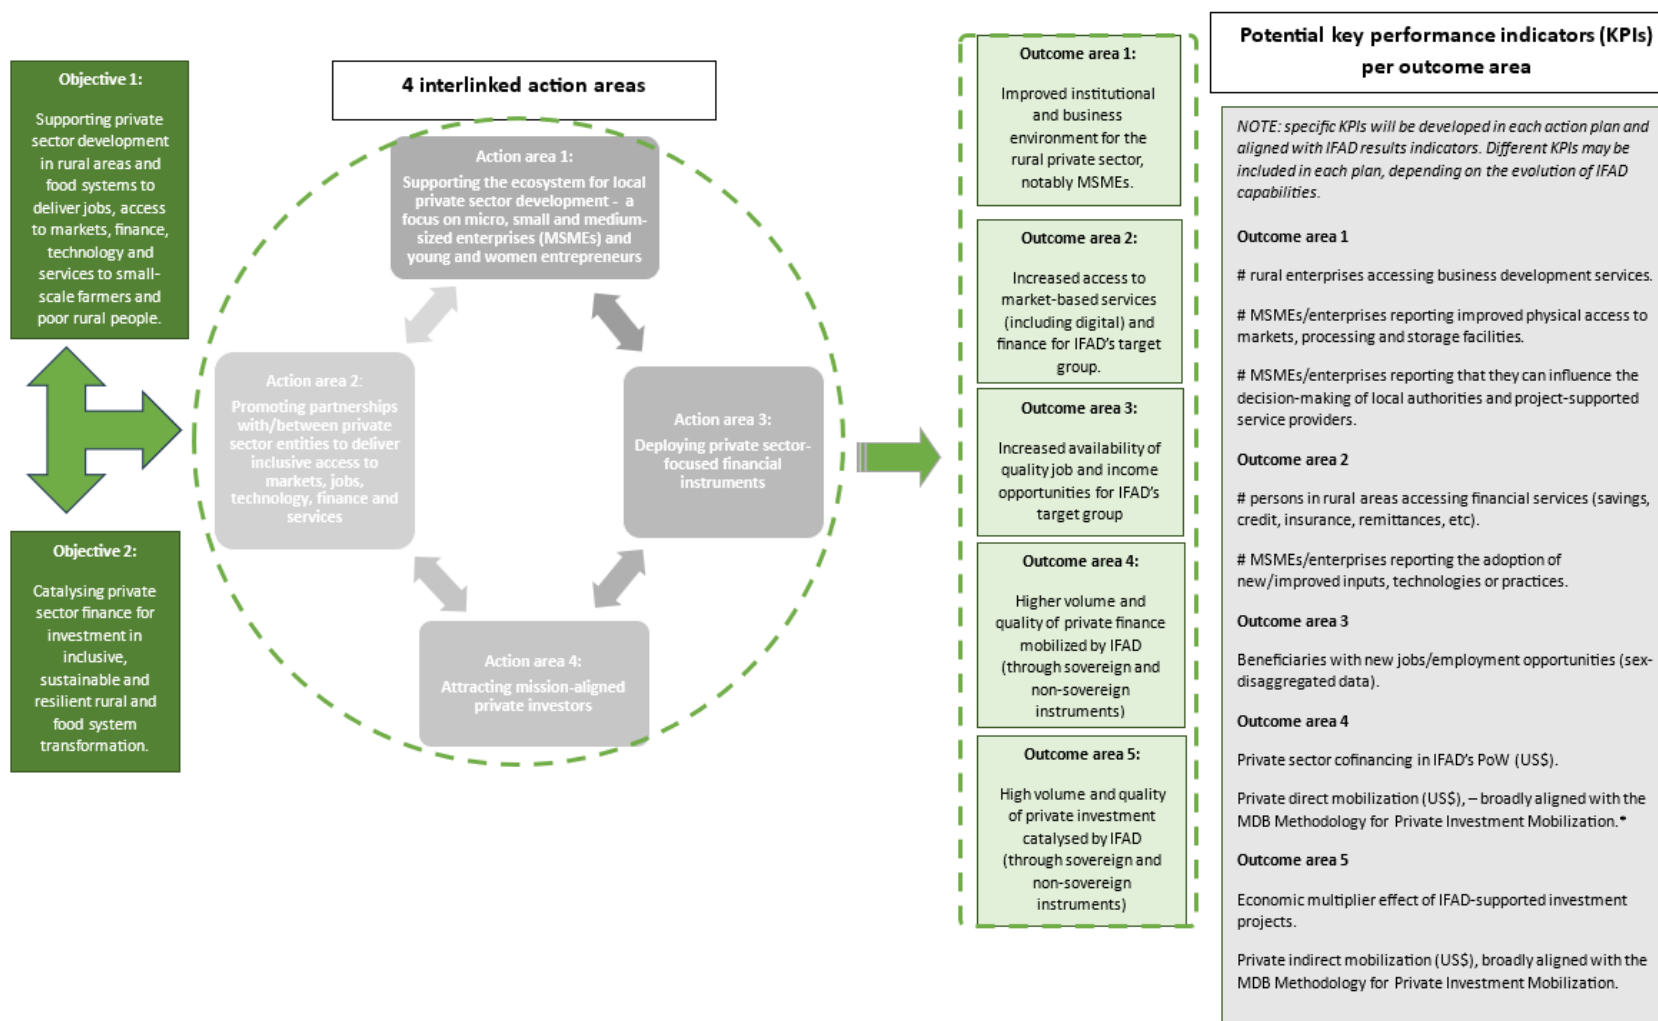 Objective 1:
Supporting private
sector development
in rural areas and
food systems to
deliver jobs, access
to markets, finance,
technology and
services to small-
scale farmers and
poor rural people.
Objective 2:
Catalysing private
sector finance for
investment in
inclusive,
sustainable and
resilient rural and
food system
transformation.
4 interlinked action areas
Action area 1:
Supporting the ecosystem for local
private sector development - a
focus on micro, small and medium-
sized enterprises (MSMEs) and
young and women entrepreneurs
Action area 2:
Promoting partnerships
with/between private
sector entities to deliver
inclusive access to
markets, jobs,
technology, finance and
services
Action area 3:
Deploying private sector-
focused financial
instruments
Action area 4:
Attracting mission-aligned
private investors
Outcome area 1:
Improved institutional
and business
environment for the
rural private sector,
notably MSMEs.
Outcome area 2:
Increased access to
market-based services
(including digital) and
finance for IFAD's target
group.
Outcome area 3:
Increased availability of
quality job and income
opportunities for IFAD's
target group
Outcome area 4:
Higher volume and
quality of private finance
mobilized by IFAD
(through sovereign and
non-sovereign
instruments)
Outcome area 5:
High volume and quality
of private investment
catalysed by IFAD
(through sovereign and
non-sovereign
instruments)
Potential key performance indicators (KPIs)
per outcome area
NOTE: specific KPIs will be developed in each action plan and
aligned with IFAD results indicators. Different KPIs may be
included in each plan, depending on the evolution of IFAD
capabilities.
Outcome area 1
# rural enterprises accessing business development services.
# MSMEs/enterprises reporting improved physical access to
markets, processing and storage facilities.
# MSMEs/enterprises reporting that they can influence the
decision-making of local authorities and project-supported
service providers.
Outcome area 2
# persons in rural areas accessing financial services (savings,
credit, insurance, remittances, etc).
# MSMEs/enterprises reporting the adoption of
new/improved inputs, technologies or practices.
Outcome area 3
Beneficiaries with new jobs/employment opportunities (sex-
disaggregated data).
Outcome area 4
Private sector cofinancing in IFAD's PoW (US$).
Private direct mobilization (US$), – broadly aligned with the
MDB Methodology for Private Investment Mobilization.*
Outcome area 5
Economic multiplier effect of IFAD-supported investment
projects.
Private indirect mobilization (US$), broadly aligned with the
MDB Methodology for Private Investment Mobilization.